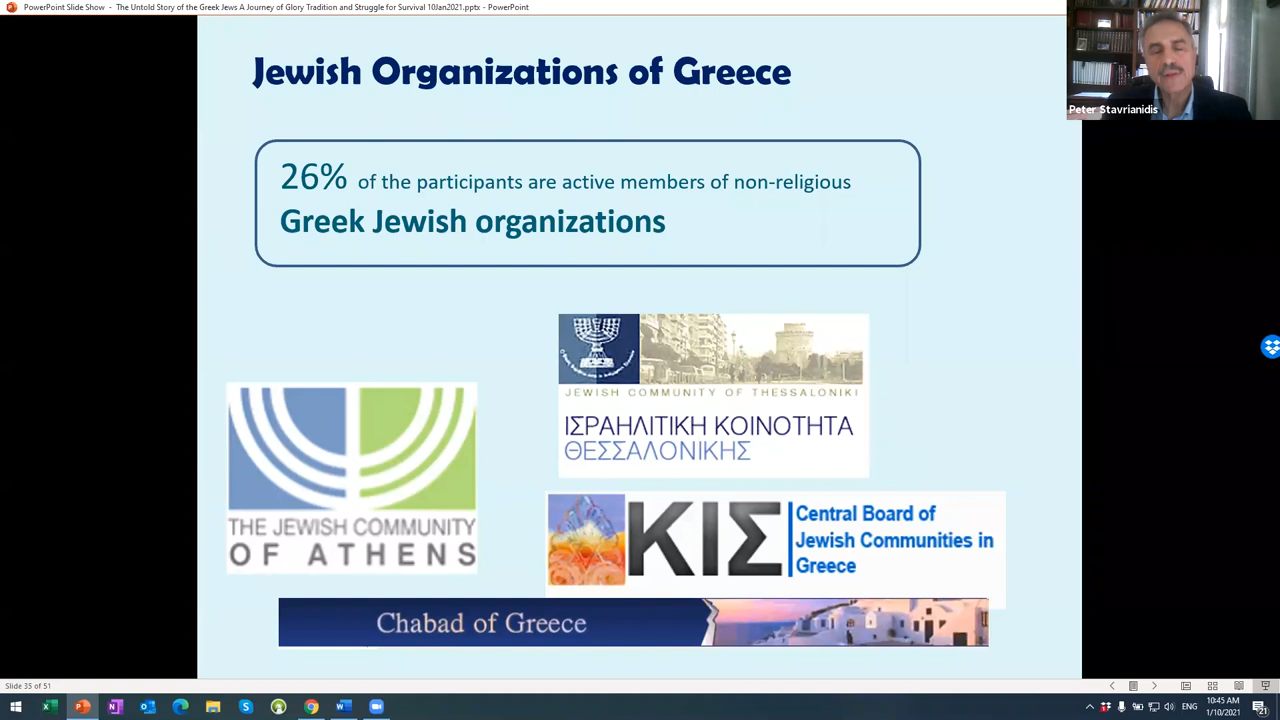 PowerPoint Slide Show - The Untold Story of the Greek Jews A Journey of Glory Tradition and Struggle for Survival 10Jan2021.pptx - PowerPoint
Jewish Organizations of Greece
Peter Stavrianidis
26% of the participants are active members of non-religious
Greek Jewish organizations
JEWISH COMMUNITY OF THESSALONIKI
ΙΣΡΑΗΛΙΤΙΚΗ ΚΟΙΝΟΤΗΤΑ
ΘΕΣΣΑΛΟΝΙΚΗΣ
THE JEWISH COMMUNITY
OF ATHENS
ΚΙΣ
Central Board of
Jewish Communities in
Greece
Chabad of Greece
Slide 35 of 51
ENG
10:45 AM
1/10/2021
21